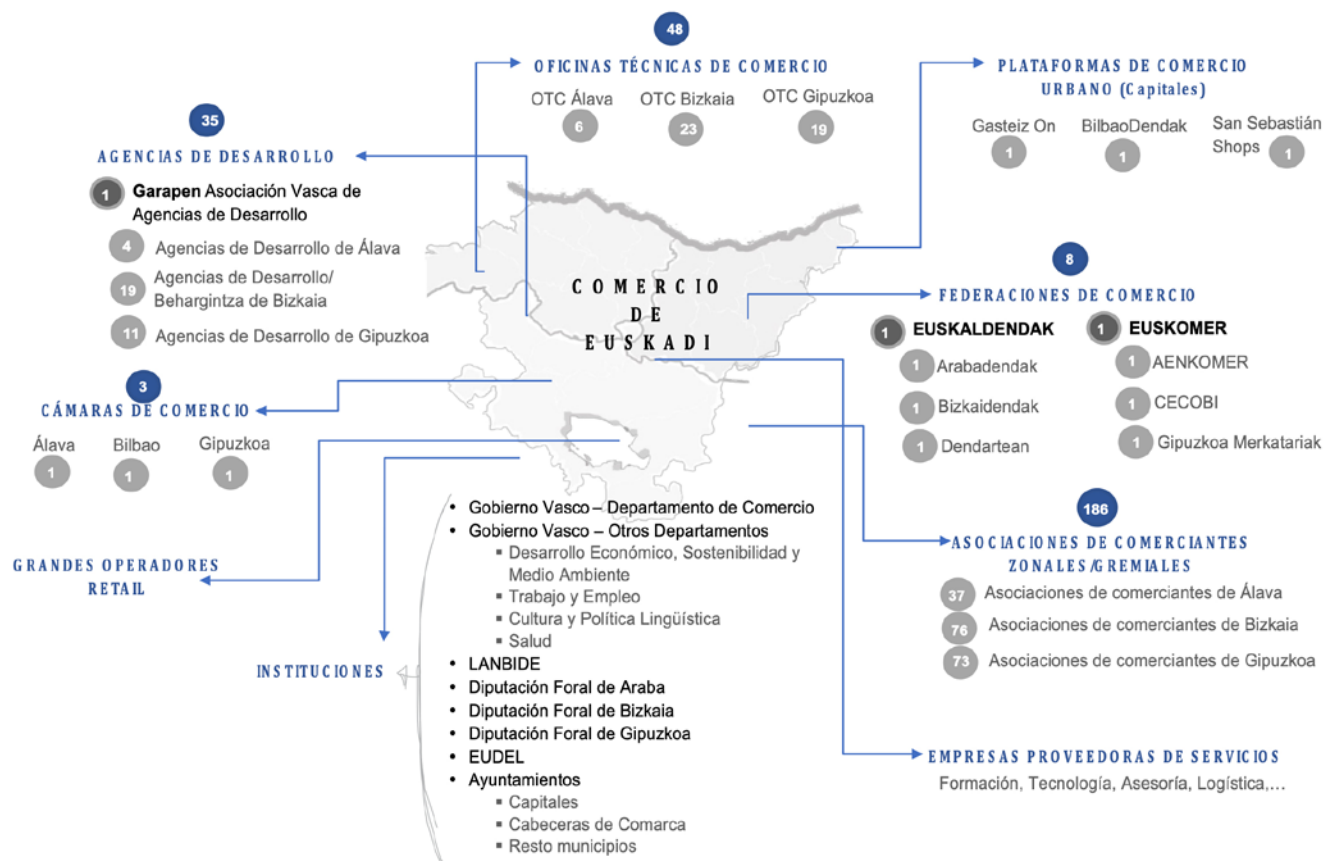 48
OFICINAS TÉCNICAS DE COMERCIO
OTC Álava OTC Bizkaia OTC Gipuzkoa
6 23 19
PLATAFORMAS DE COMERCIO
URBANO (Capitales)
Gasteiz On BilbaoDendak San Sebastián
Shops
1 1 1
35
AGENCIAS DE DESARROLLO
1 Garapen Asociación Vasca de
Agencias de Desarrollo
4 Agencias de Desarrollo de Álava
19 Agencias de Desarrollo/
Behargintza de Bizkaia
11 Agencias de Desarrollo de Gipuzkoa
COMERCIO
DE
EUSKADI
8
FEDERACIONES DE COMERCIO
1 EUSKALDENDAK
1 Arabadendak
1 Bizkaidendak
1 Dendartean
1 EUSKOMER
1 AENKOMER
1 CECOBI
1 Gipuzkoa Merkatariak
3
CÁMARAS DE COMERCIO
Álava Bilbao Gipuzkoa
1 1 1
186
ASOCIACIONES DE COMERCIANTES
ZONALES/GREMIALES
37 Asociaciones de comerciantes de Álava
76 Asociaciones de comerciantes de Bizkaia
73 Asociaciones de comerciantes de Gipuzkoa
GRANDES OPERADORES
RETAIL
INSTITUCIONES
• Gobierno Vasco – Departamento de Comercio
• Gobierno Vasco – Otros Departamentos
▪ Desarrollo Económico, Sostenibilidad y
Medio Ambiente
▪ Trabajo y Empleo
▪ Cultura y Política Lingüística
▪ Salud
• LANBIDE
• Diputación Foral de Araba
• Diputación Foral de Bizkaia
• Diputación Foral de Gipuzkoa
• EUDEL
• Ayuntamientos
▪ Capitales
▪ Cabeceras de Comarca
▪ Resto municipios
EMPRESAS PROVEEDORAS DE SERVICIOS
Formación, Tecnología, Asesoría, Logística,...